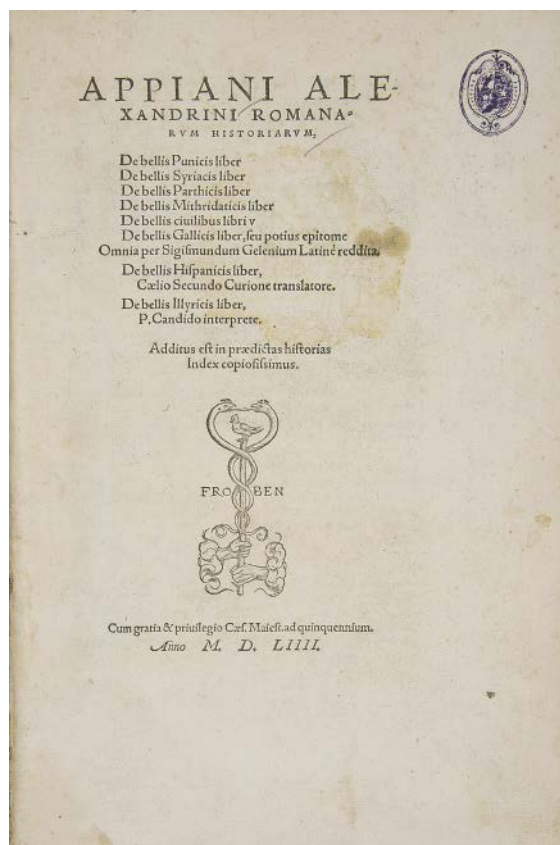 APPIANI ALE-
XANDRINI ROMANA-
RVM HISTORIARVM,
De bellis Punicis liber
De bellis Syriacis liber
De bellis Parthicis liber
De bellis Mithridaticis liber
De bellis ciuilibus libri v
De bellis Gallicis liber, ſeu potius epitome
Omnia per Sigiſmundum Gelenium Latinè reddita.
De bellis Hiſpanicis liber,
Cælio Secundo Curione translatore.
De bellis Illyricis liber,
P. Candido interprete.
Additus eſt in prædictas hiſtorias
Index copioſiſsimus.
FRO BEN
Cum gratia & priuilegio Cæſ. Maieſt. ad quinquennium.
Anno M. D. LIIII.